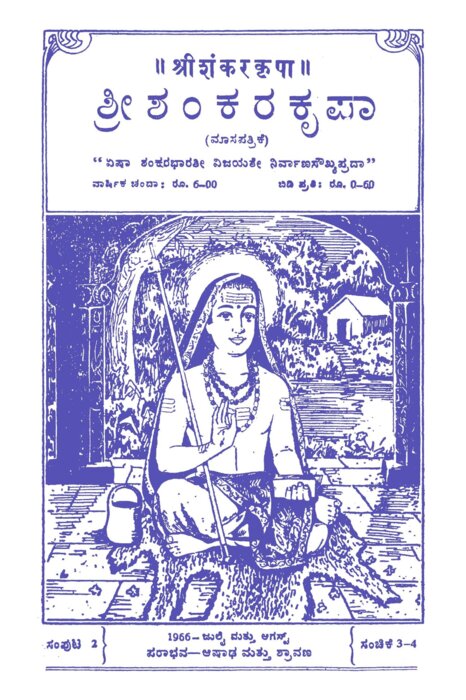 ॥ श्रीशंकरकृपा ॥
ಶ್ರೀಶಂಕರಕೃಪಾ
(ಮಾಸಪತ್ರಿಕೆ)
“ ಏಷಾ ಶಂಕರಭಾರತೀ ವಿಜಯತೇ ನಿರ್ವಾಣಸೌಖ್ಯಪ್ರದಾ ”
ವಾರ್ಷಿಕ ಚಂದಾ : ರೂ. 6-00 ಬಿಡಿ ಪ್ರತಿ : ರೂ. 0-60
ಸಂಪುಟ 2
1966 – ಜುಲೈ ಮತ್ತು ಆಗಸ್ಟ್
ಪರಾಭವ – ಆಷಾಢ ಮತ್ತು ಶ್ರಾವಣ
ಸಂಚಿಕೆ 3-4